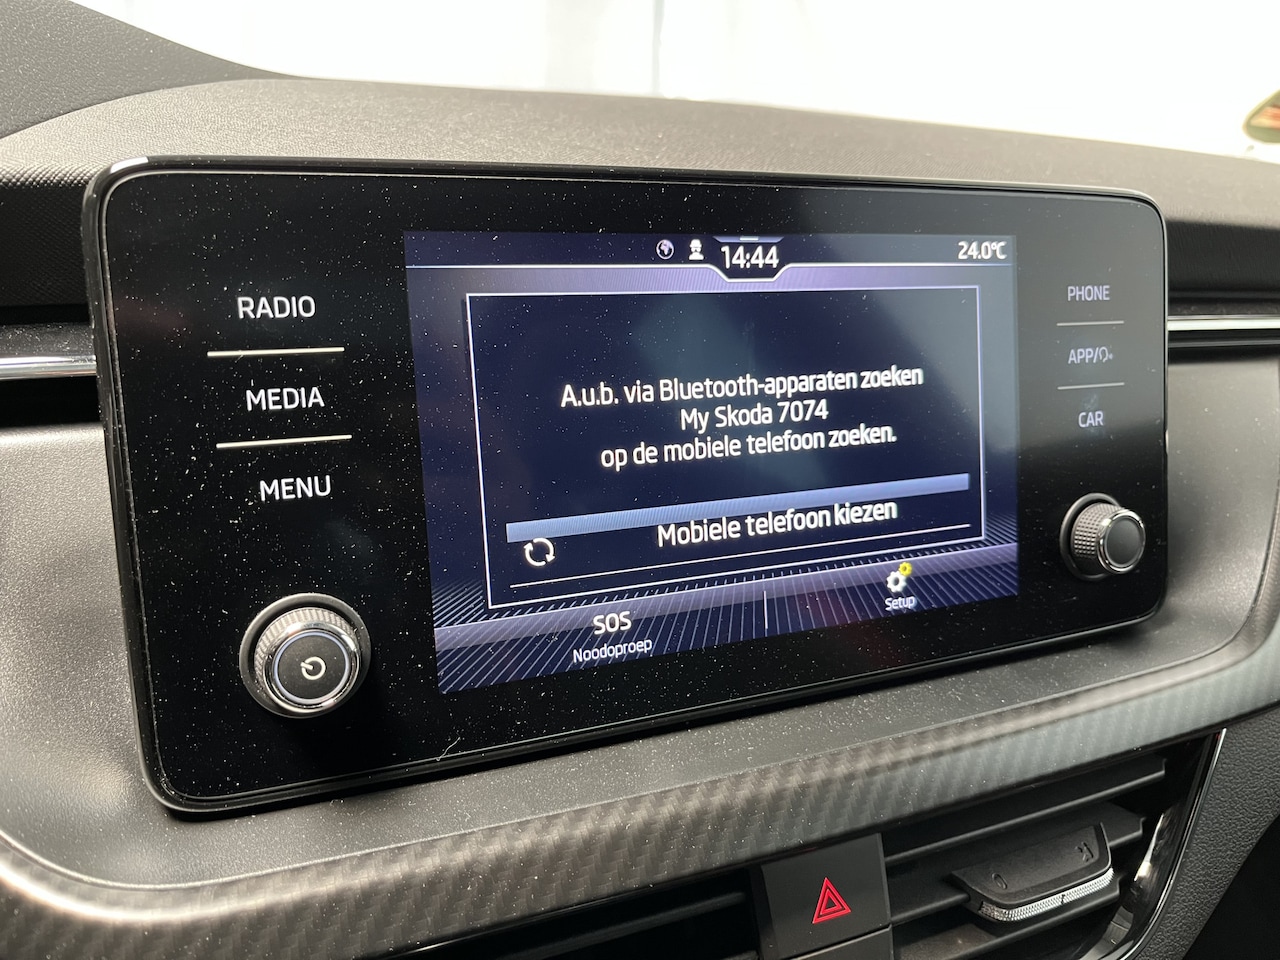 14:44
24.0°C
RADIO
MEDIA
MENU
A.u.b. via Bluetooth-apparaten zoeken
My Skoda 7074
op de mobiele telefoon zoeken.
Mobiele telefoon kiezen
SOS
Noodoproep
Setup
PHONE
APP/
CAR
0